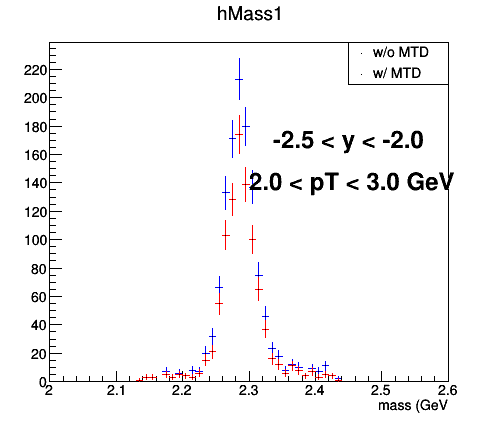 hMass1
w/o MTD
w/ MTD
-2.5 < y < -2.0
2.0 < pT < 3.0 GeV
220
200
180
160
140
120
100
80
60
40
20
0
2 2.1 2.2 2.3 2.4 2.5 2.6
mass (GeV